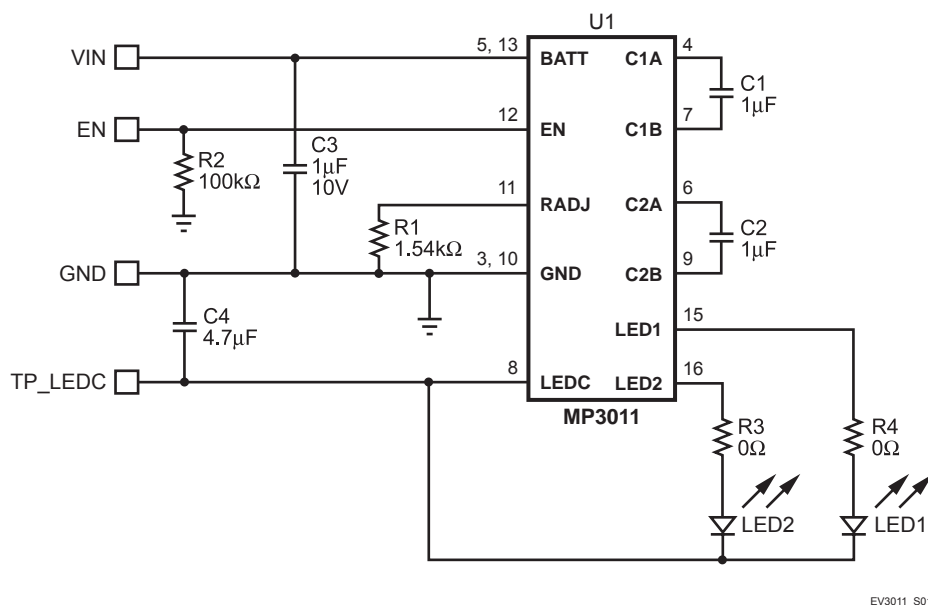 U1
VIN
5, 13
BATT
C1A
4
C1
1µF
EN
12
EN
C1B
7
R2
100kΩ
C3
1µF
10V
11
RADJ
C2A
6
R1
1.54kΩ
C2
1µF
GND
3, 10
GND
C2B
9
C4
4.7µF
LED1
15
TP_LEDC
8
LEDC
LED2
16
MP3011
R3
0Ω
R4
0Ω
LED2
LED1